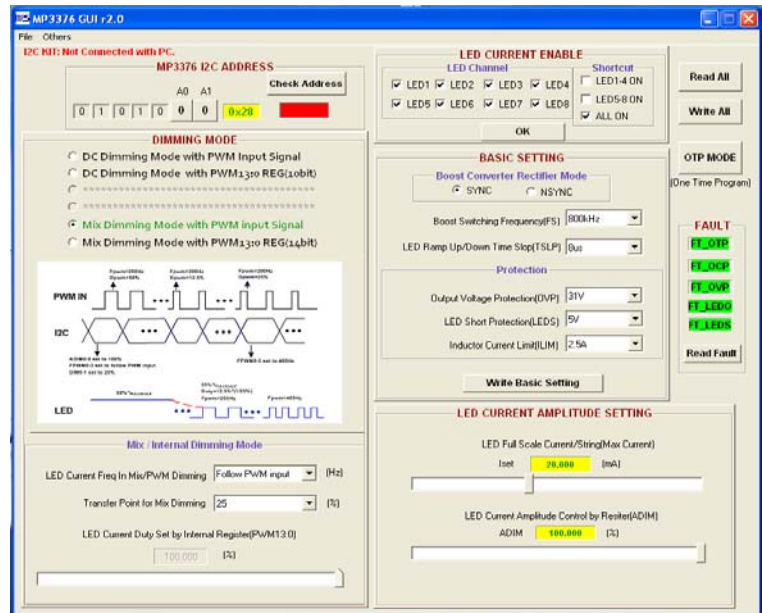 MP3376 GUI r2.0
File Others
I2C KIT: Not Connected with PC.
MP3376 I2C ADDRESS
A0 A1
Check Address
0 1 0 1 0 0 0 0x28
DIMMING MODE
DC Dimming Mode with PWM Input Signal
DC Dimming Mode with PWM13:0 REG(10bit)
Mix Dimming Mode with PWM input Signal
Mix Dimming Mode with PWM13:0 REG(14bit)
PWM IN
I2C
LED
Mix / Internal Dimming Mode
LED Current Freq In Mix/PWM Dimming Follow PWM input (Hz)
Transfer Point for Mix Dimming 25 (%)
LED Current Duty Set by Internal Register(PWM13:0)
100.000 (%)
LED CURRENT ENABLE
LED Channel
Shortcut
LED1 LED2 LED3 LED4
LED1-4 ON
LED5 LED6 LED7 LED8
LED5-8 ON
ALL ON
OK
BASIC SETTING
Boost Converter Rectifier Mode
SYNC NSYNC
Boost Switching Frequency(FS) 800kHz
LED Ramp Up/Down Time Slop(TSLP) 8us
Protection
Output Voltage Protection(OVP) 31V
LED Short Protection(LEDS) 5V
Inductor Current Limit(ILIM) 2.5A
Write Basic Setting
LED CURRENT AMPLITUDE SETTING
LED Full Scale Current/String(Max Current)
Iset 20.000 (mA)
LED Current Amplitude Control by Resiter(ADIM)
ADIM 100.000 (%)
Read All
Write All
OTP MODE
(One Time Program)
FAULT
FT_OTP
FT_OCP
FT_OVP
FT_LEDO
FT_LEDS
Read Fault